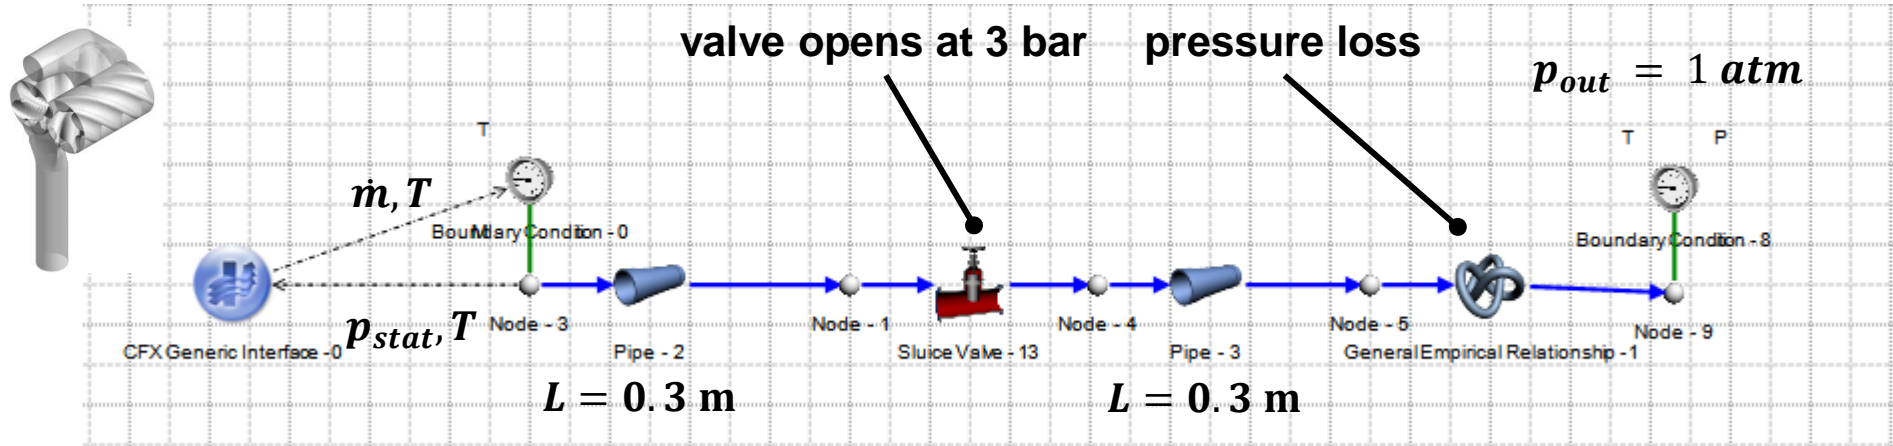 valve opens at 3 bar
pressure loss
p_out = 1 atm
T
T P
ṁ, T
Boundary Condition - 0
Boundary Condition - 8
p_stat, T
Node - 3
Node - 1
Node - 4
Node - 5
Node - 9
CFX Generic Interface - 0
Pipe - 2
Sluice Valve - 13
Pipe - 3
General Empirical Relationship - 1
L = 0.3 m
L = 0.3 m